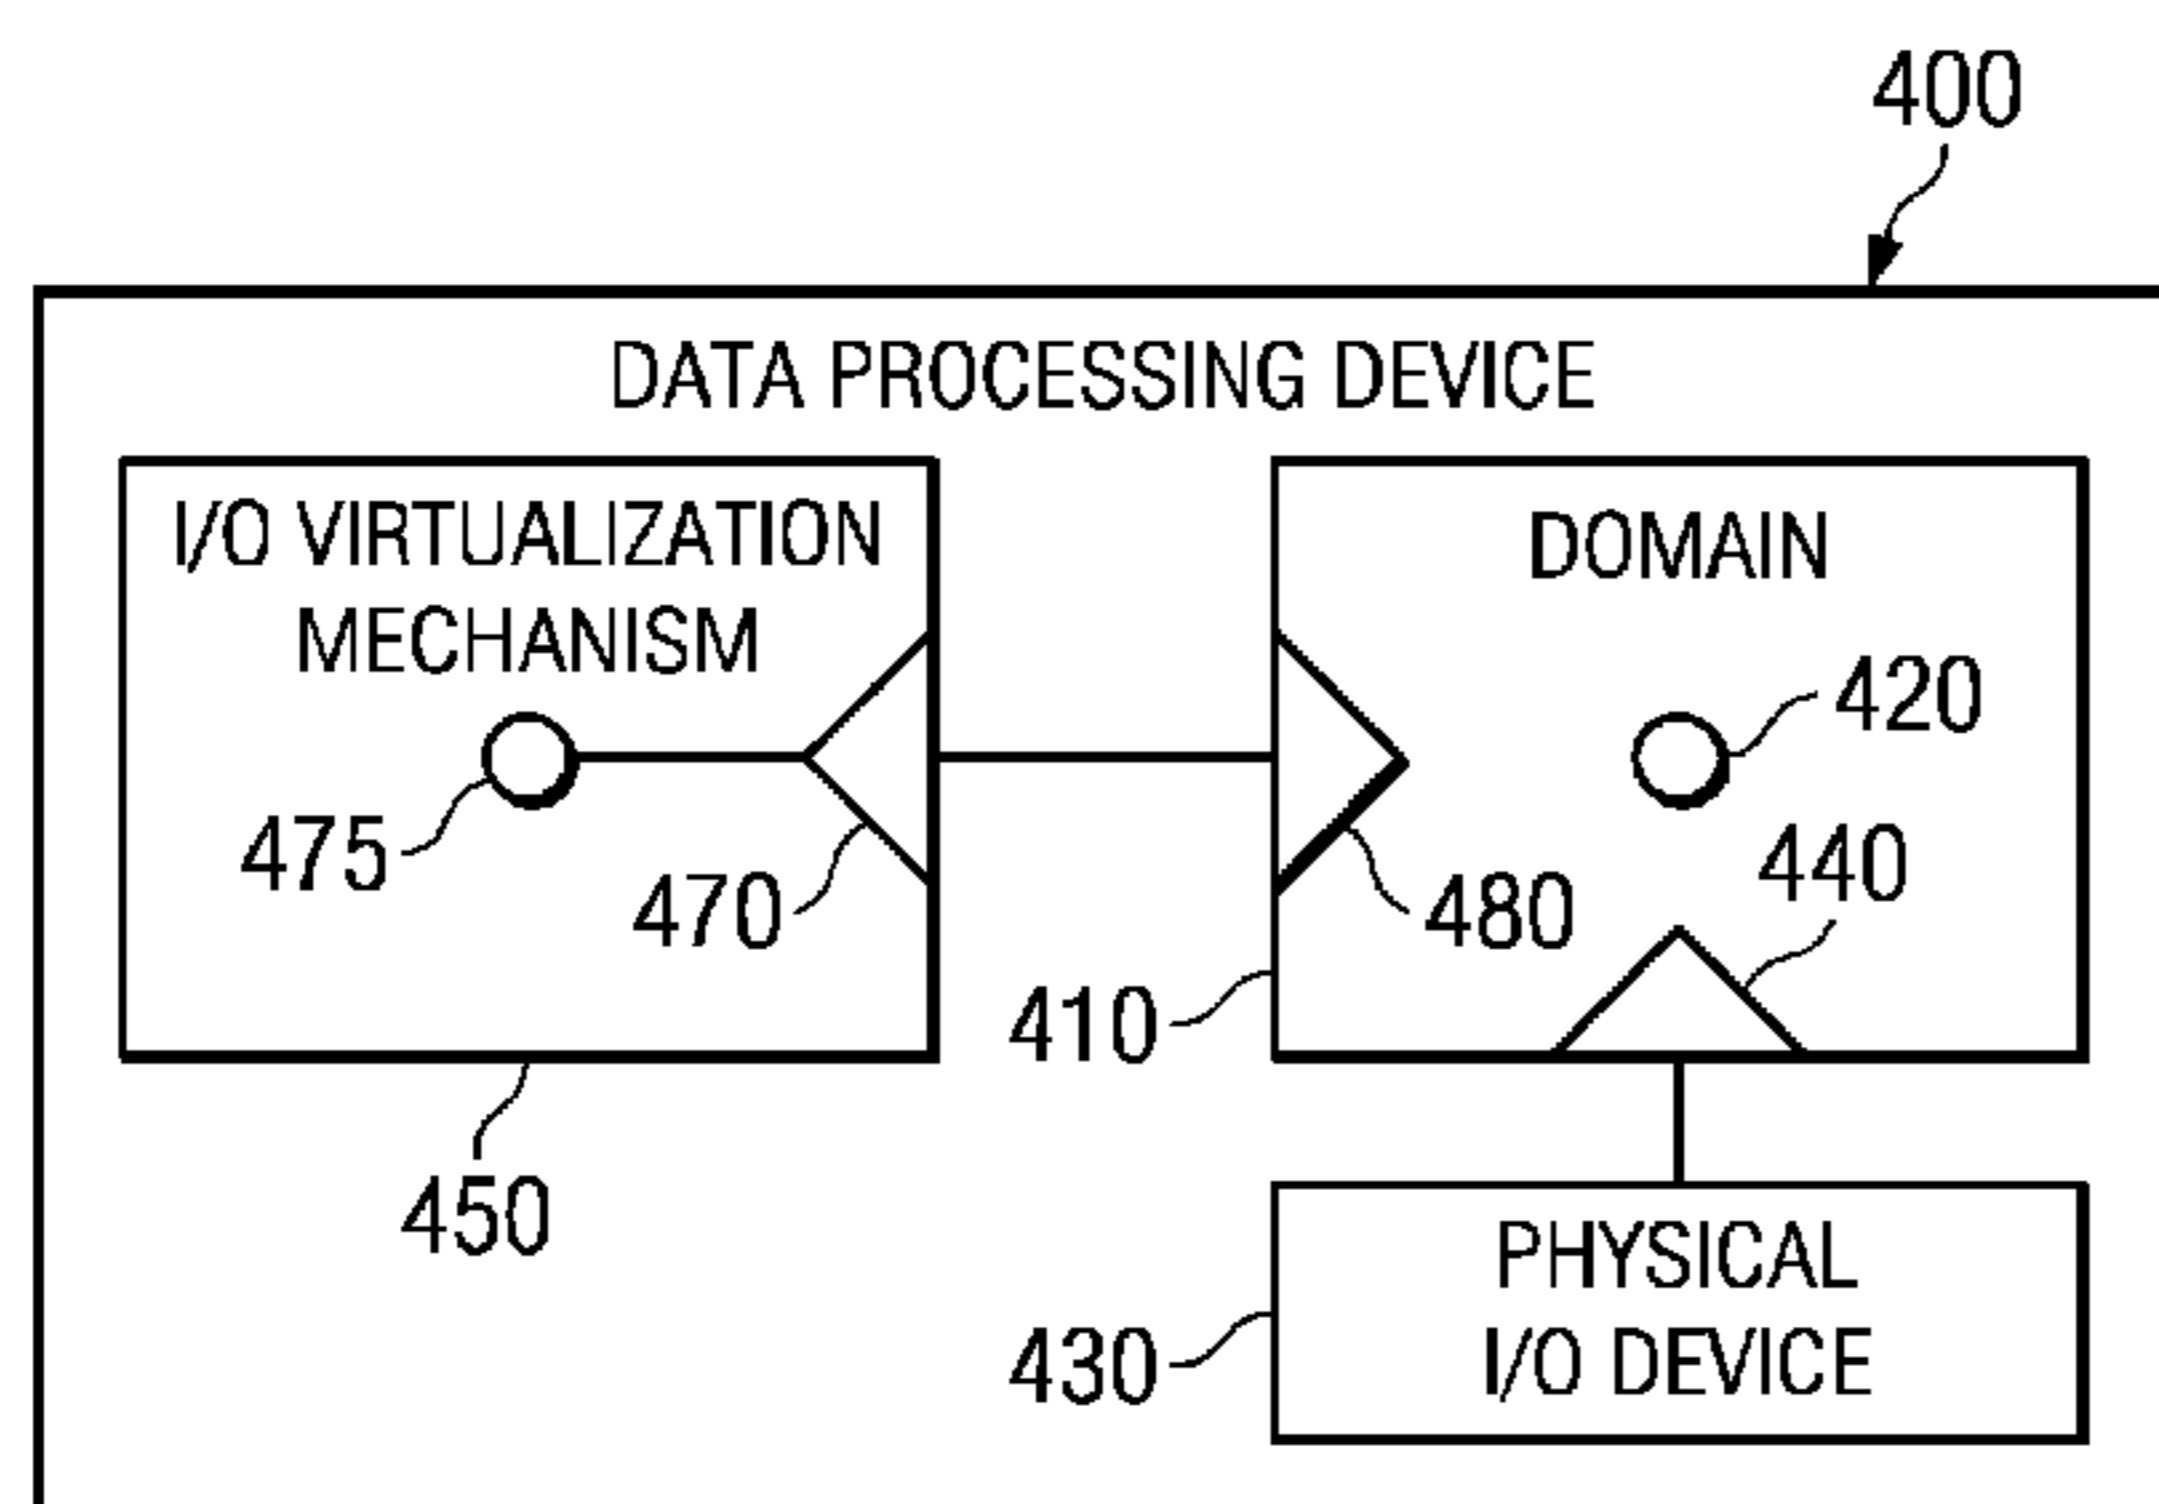 400
DATA PROCESSING DEVICE
I/O VIRTUALIZATION
MECHANISM
DOMAIN
420
475
470
480
440
410
450
430
PHYSICAL
I/O DEVICE